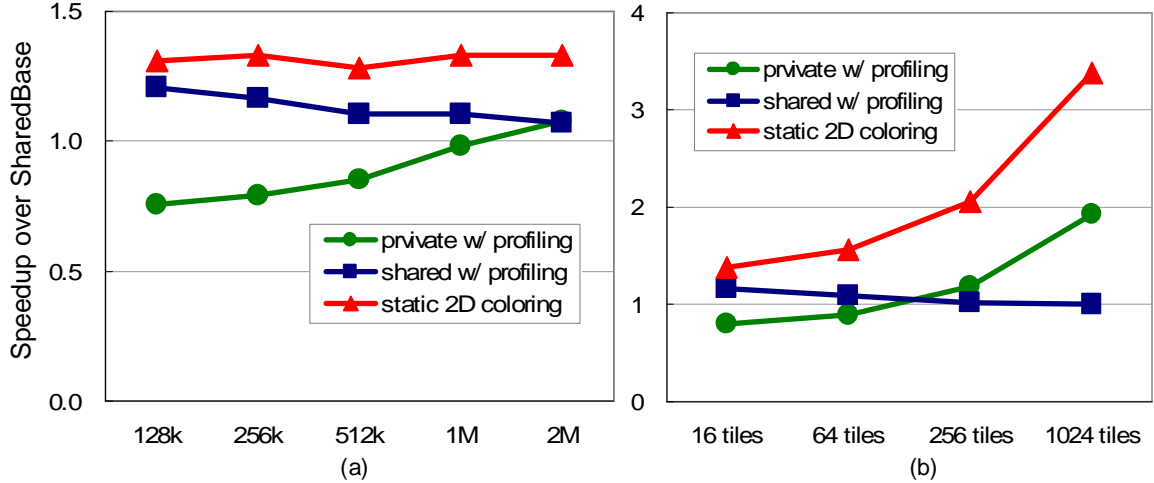 Speedup over SharedBase
1.5
1.0
0.5
0.0
prvivate w/ profiling
shared w/ profiling
static 2D coloring
128k 256k 512k 1M 2M
(a)
4
3
2
1
0
prvivate w/ profiling
shared w/ profiling
static 2D coloring
16 tiles 64 tiles 256 tiles 1024 tiles
(b)